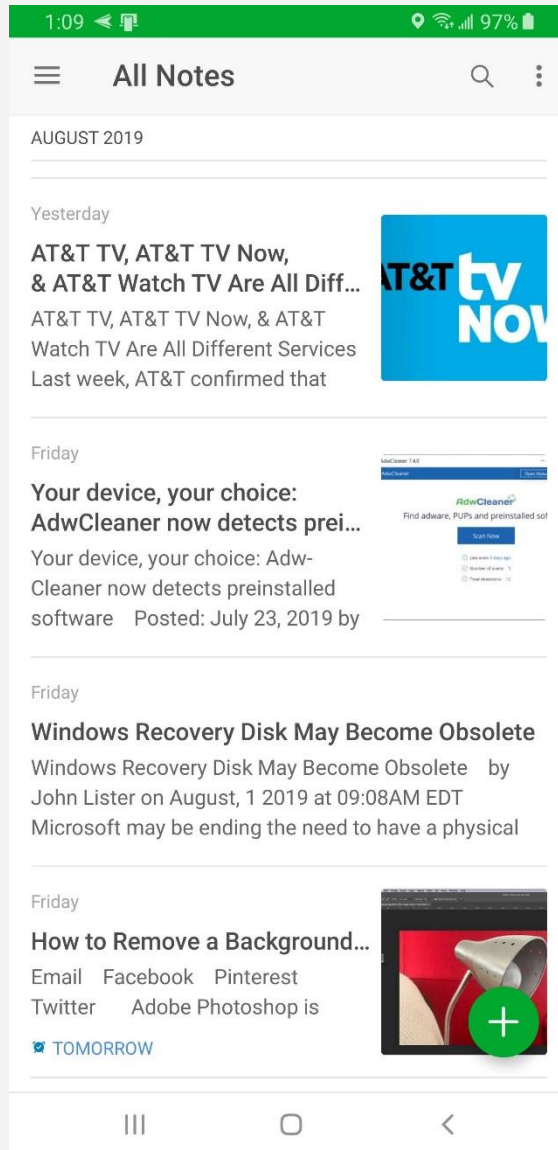 1:09
97%
All Notes
AUGUST 2019
Yesterday
AT&T TV, AT&T TV Now,
& AT&T Watch TV Are All Diff...
AT&T TV, AT&T TV Now, & AT&T
Watch TV Are All Different Services
Last week, AT&T confirmed that
AT&T tv
NOW
Friday
Your device, your choice:
AdwCleaner now detects prei...
Your device, your choice: Adw-
Cleaner now detects preinstalled
software Posted: July 23, 2019 by
AdwCleaner 7.4.0
AdwCleaner
AdwCleaner
Find adware, PUPs and preinstalled sof
Scan Now
Friday
Windows Recovery Disk May Become Obsolete
Windows Recovery Disk May Become Obsolete by
John Lister on August, 1 2019 at 09:08AM EDT
Microsoft may be ending the need to have a physical
Friday
How to Remove a Background...
Email Facebook Pinterest
Twitter Adobe Photoshop is
TOMORROW